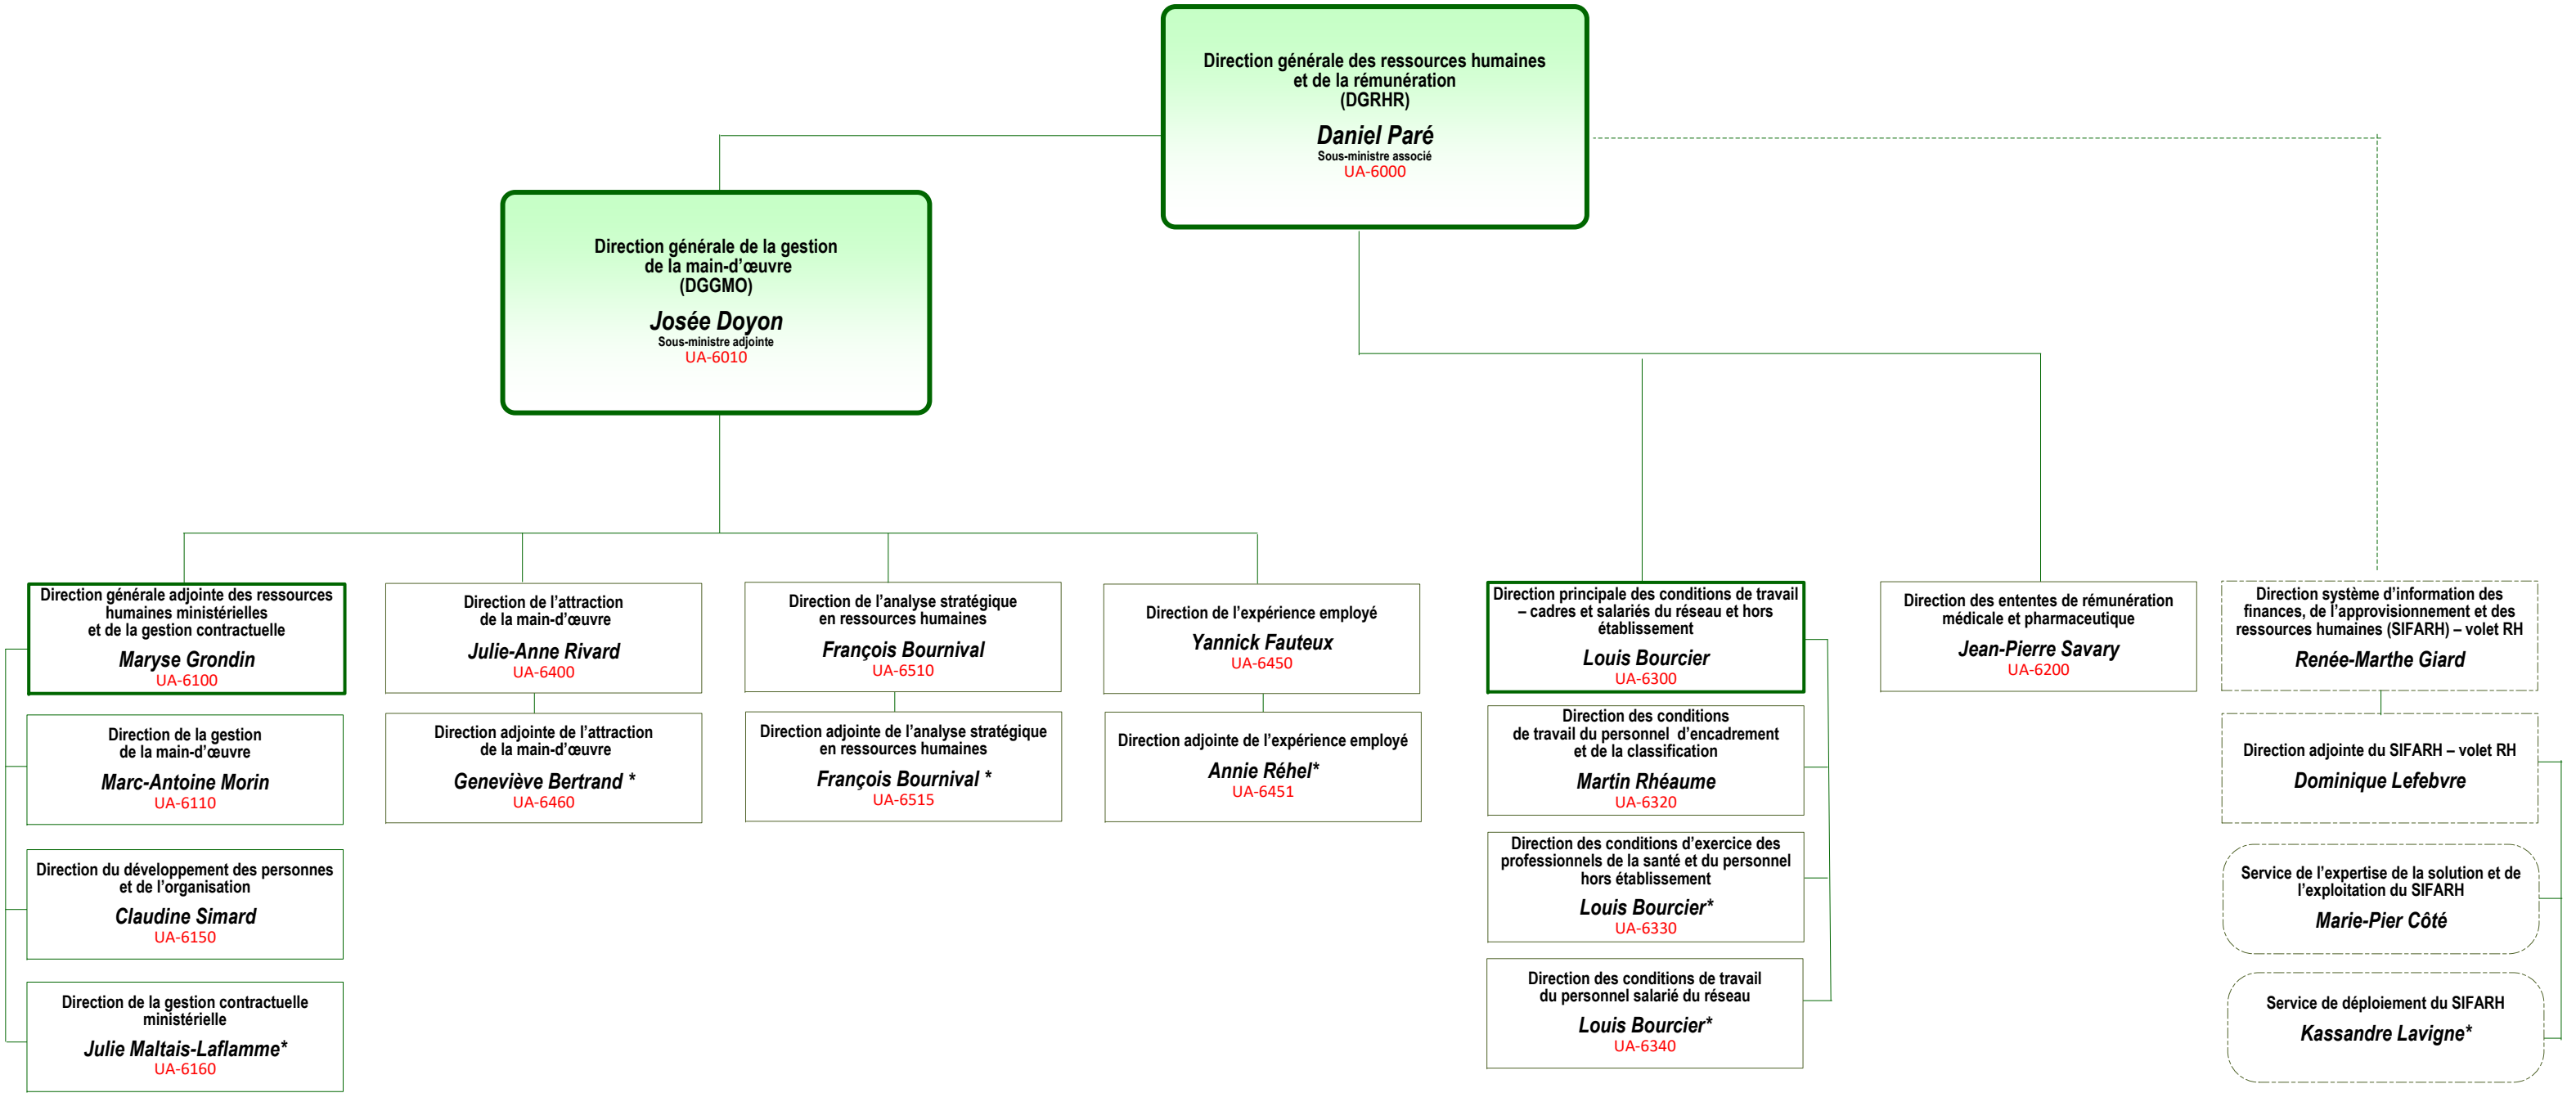 Direction générale des ressources humaines
et de la rémunération
(DGRHR)
Daniel Paré
Sous-ministre associé
UA-6000
Direction générale de la gestion
de la main-d’œuvre
(DGGMO)
Josée Doyon
Sous-ministre adjointe
UA-6010
Direction générale adjointe des ressources
humaines ministérielles
et de la gestion contractuelle
Maryse Grondin
UA-6100
Direction de la gestion
de la main-d’œuvre
Marc-Antoine Morin
UA-6110
Direction du développement des personnes
et de l’organisation
Claudine Simard
UA-6150
Direction de la gestion contractuelle
ministérielle
Julie Maltais-Laflamme*
UA-6160
Direction de l’attraction
de la main-d’œuvre
Julie-Anne Rivard
UA-6400
Direction adjointe de l’attraction
de la main-d’œuvre
Geneviève Bertrand *
UA-6460
Direction de l’analyse stratégique
en ressources humaines
François Bournival
UA-6510
Direction adjointe de l’analyse stratégique
en ressources humaines
François Bournival *
UA-6515
Direction de l’expérience employé
Yannick Fauteux
UA-6450
Direction adjointe de l’expérience employé
Annie Réhel*
UA-6451
Direction principale des conditions de travail
– cadres et salariés du réseau et hors
établissement
Louis Bourcier
UA-6300
Direction des conditions
de travail du personnel d’encadrement
et de la classification
Martin Rhéaume
UA-6320
Direction des conditions d’exercice des
professionnels de la santé et du personnel
hors établissement
Louis Bourcier*
UA-6330
Direction des conditions de travail
du personnel salarié du réseau
Louis Bourcier*
UA-6340
Direction des ententes de rémunération
médicale et pharmaceutique
Jean-Pierre Savary
UA-6200
Direction système d’information des
finances, de l’approvisionnement et des
ressources humaines (SIFARH) – volet RH
Renée-Marthe Giard
Direction adjointe du SIFARH – volet RH
Dominique Lefebvre
Service de l’expertise de la solution et de
l’exploitation du SIFARH
Marie-Pier Côté
Service de déploiement du SIFARH
Kassandre Lavigne*